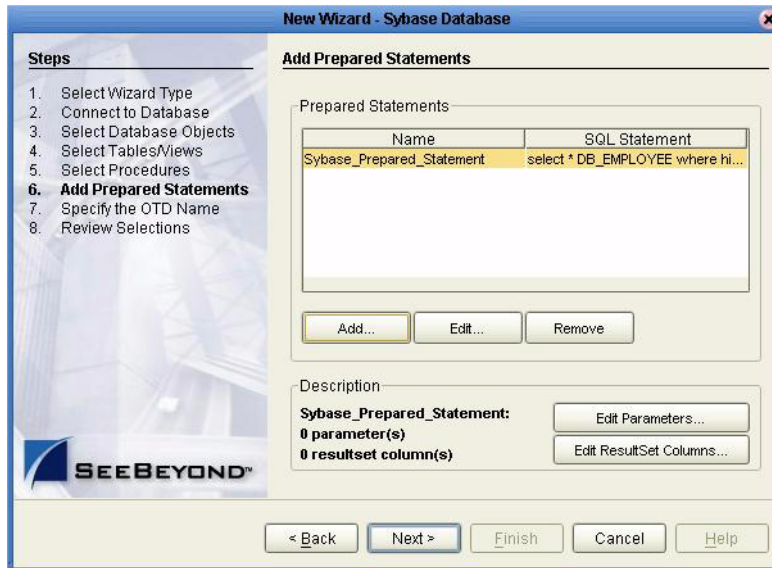 New Wizard - Sybase Database
Steps
1. Select Wizard Type
2. Connect to Database
3. Select Database Objects
4. Select Tables/Views
5. Select Procedures
6. Add Prepared Statements
7. Specify the OTD Name
8. Review Selections
SEEBEYOND™
Add Prepared Statements
Prepared Statements
Name SQL Statement
Sybase_Prepared_Statement select * DB_EMPLOYEE where hi...
Add... Edit... Remove
Description
Sybase_Prepared_Statement:
0 parameter(s)
0 resultset column(s)
Edit Parameters...
Edit ResultSet Columns...
< Back Next > Finish Cancel Help